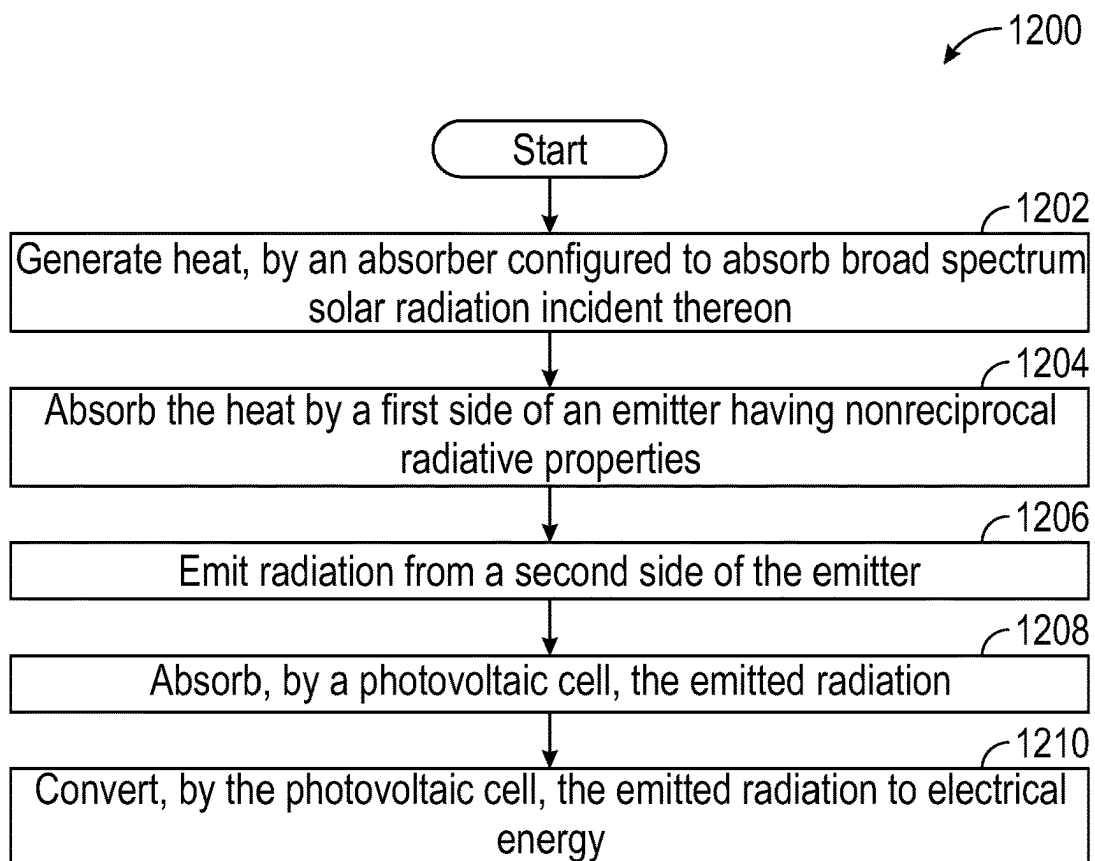 1200
Start
1202
Generate heat, by an absorber configured to absorb broad spectrum
solar radiation incident thereon
1204
Absorb the heat by a first side of an emitter having nonreciprocal
radiative properties
1206
Emit radiation from a second side of the emitter
1208
Absorb, by a photovoltaic cell, the emitted radiation
1210
Convert, by the photovoltaic cell, the emitted radiation to electrical
energy